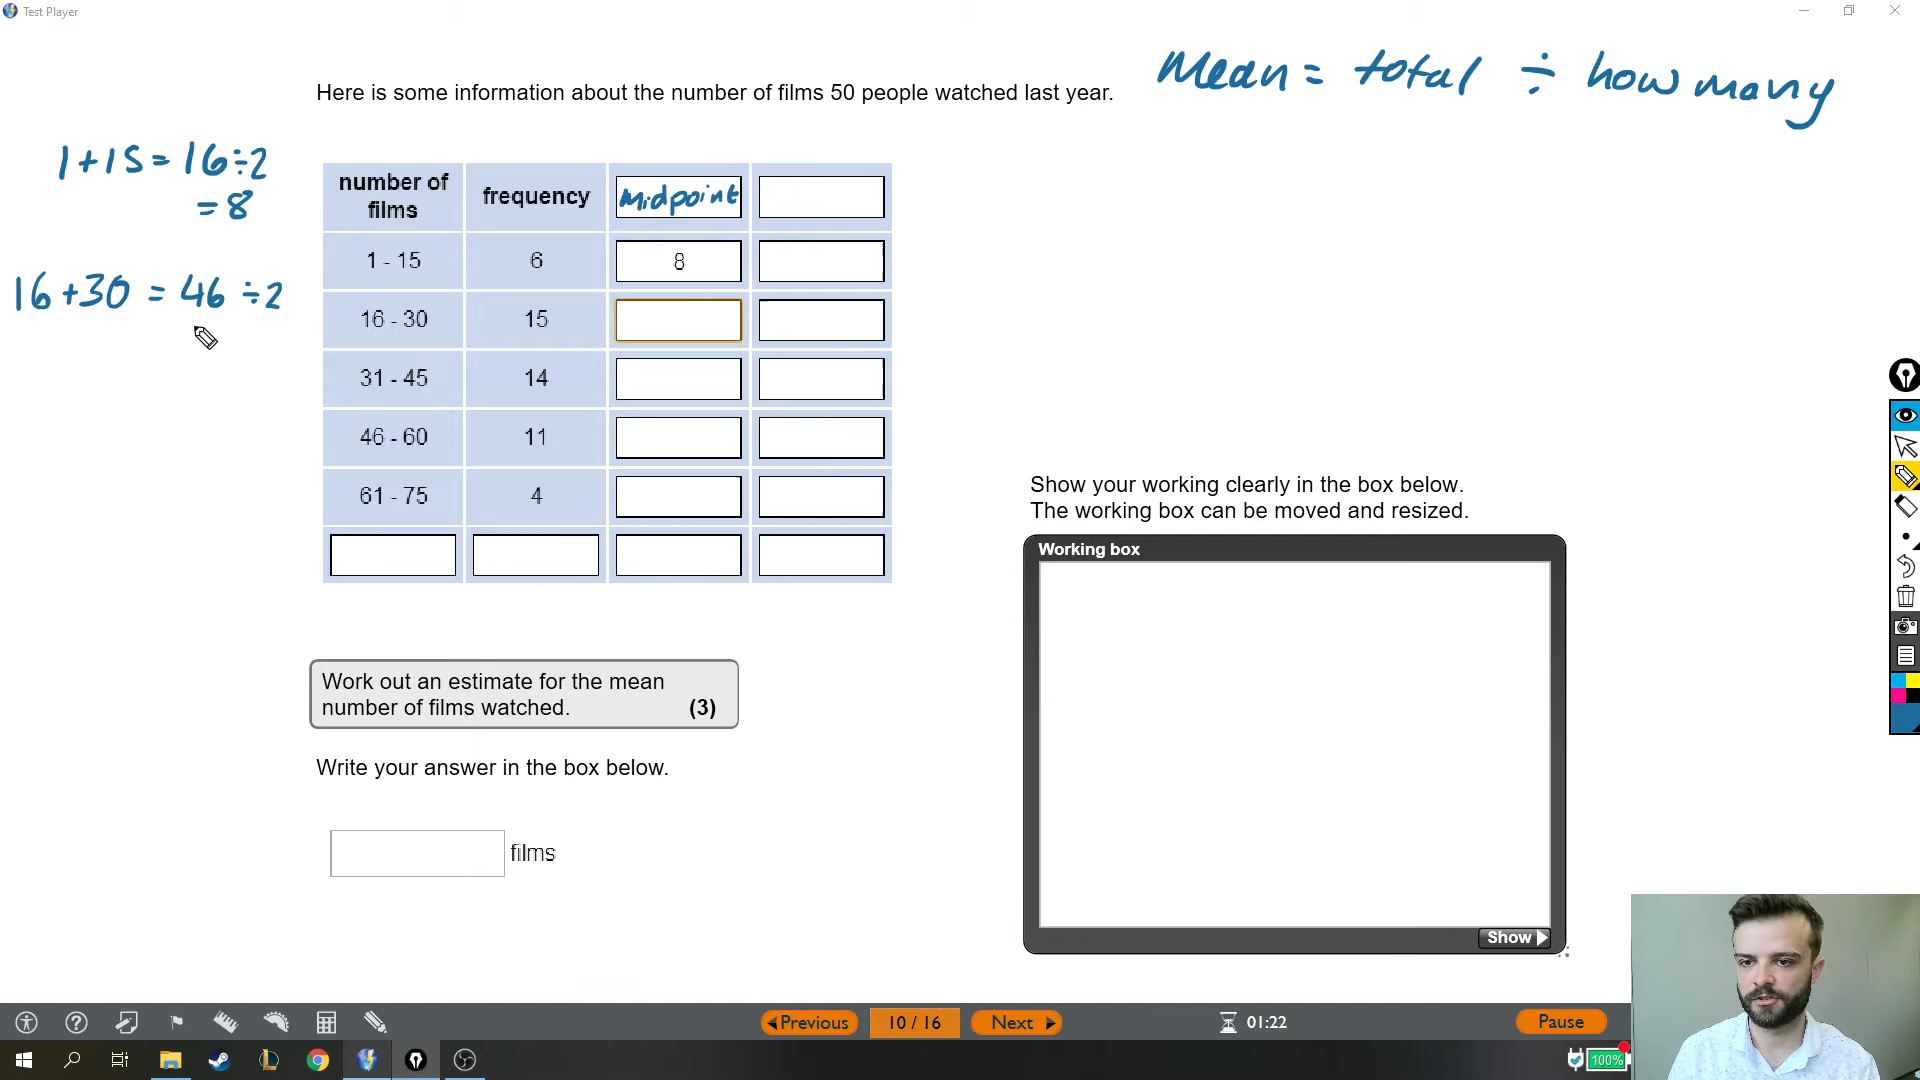 Test Player
Mean = total ÷ how many
Here is some information about the number of films 50 people watched last year.
1+15 = 16÷2
= 8
16+30 = 46 ÷2
number of films	frequency	midpoint
1 - 15	6	8
16 - 30	15
31 - 45	14
46 - 60	11
61 - 75	4
Show your working clearly in the box below.
The working box can be moved and resized.
Working box
Show
Work out an estimate for the mean
number of films watched. (3)
Write your answer in the box below.
films
Previous
10 / 16
Next
01:22
Pause
100%